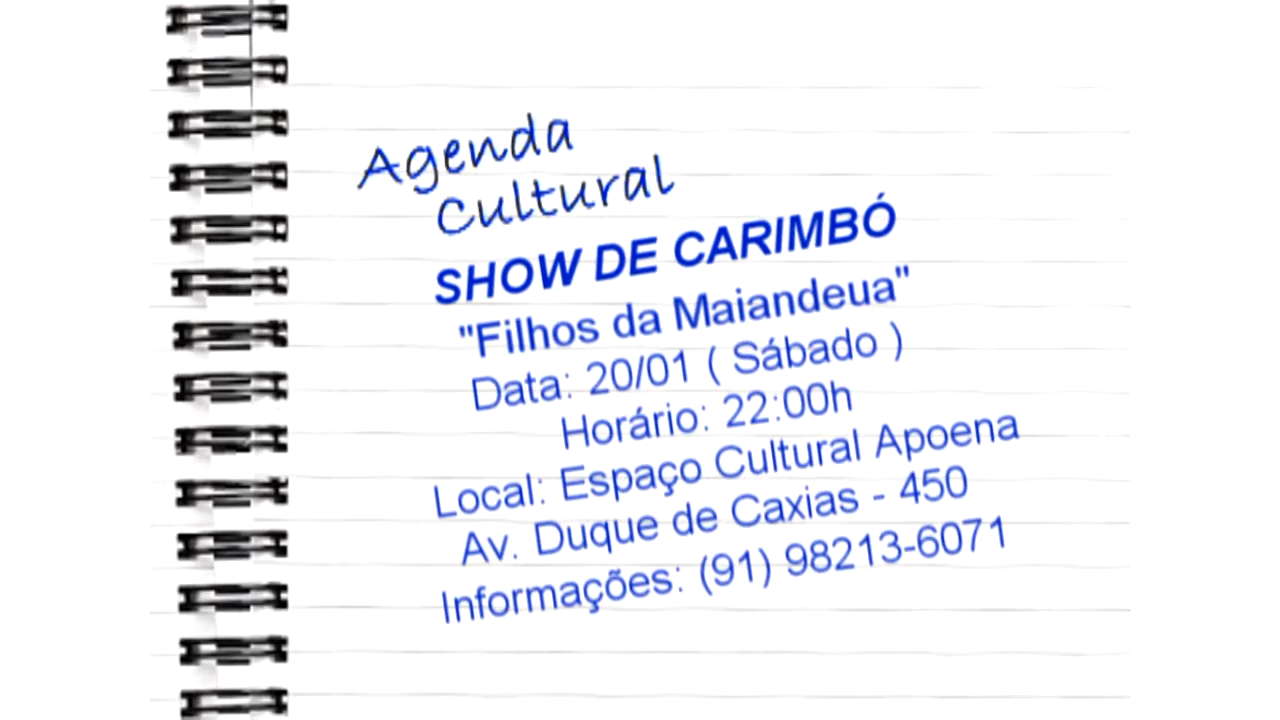 Agenda
Cultural
SHOW DE CARIMBÓ
"Filhos da Maiandeua"
Data: 20/01 ( Sábado )
Horário: 22:00h
Local: Espaço Cultural Apoena
Av. Duque de Caxias - 450
Informações: (91) 98213-6071